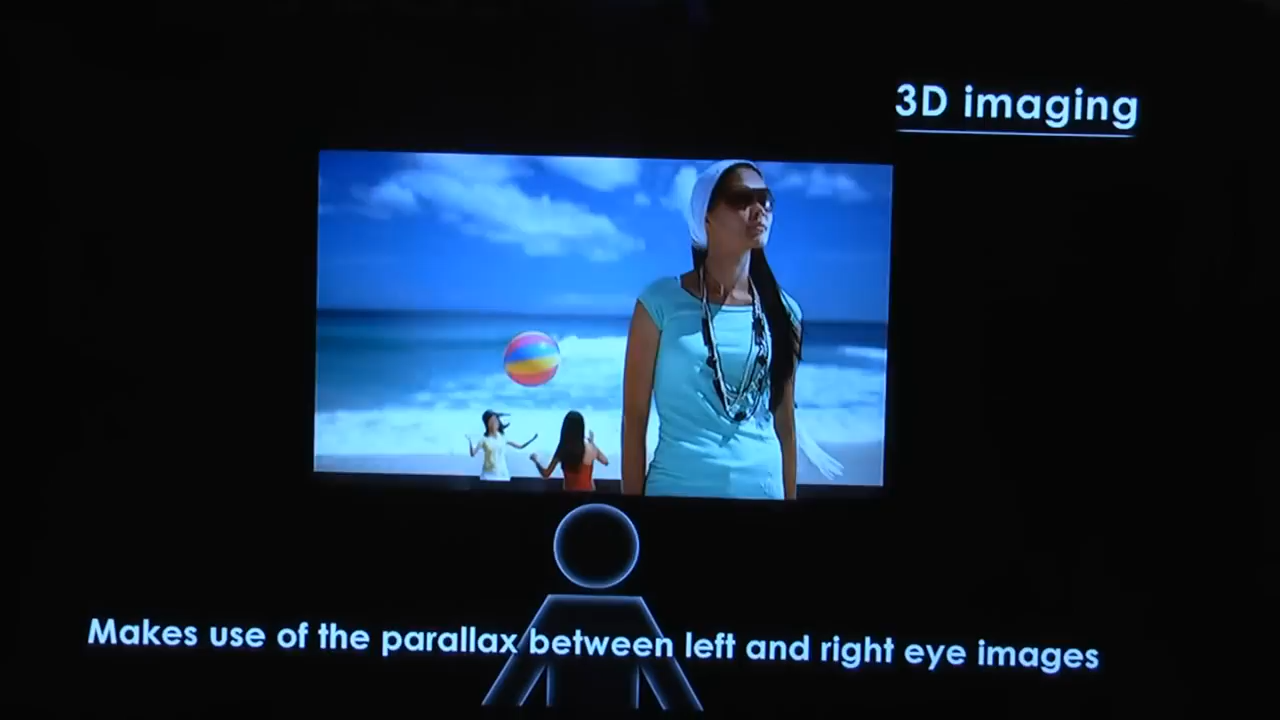 3D imaging
Makes use of the parallax between left and right eye images